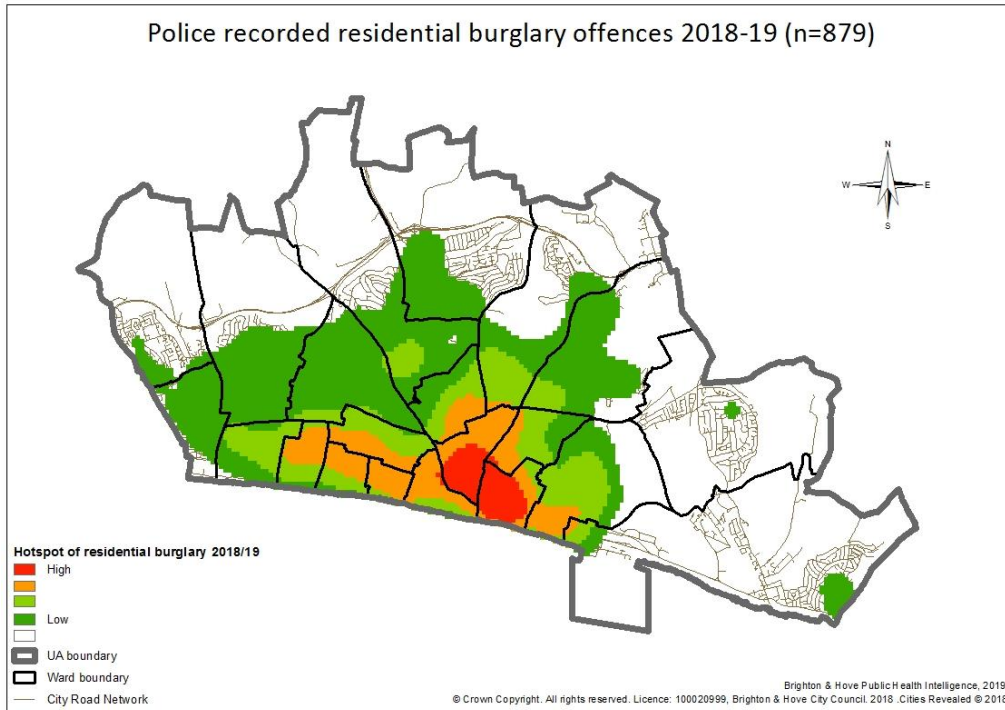 Police recorded residential burglary offences 2018-19 (n=879)
N
W E
S
Hotspot of residential burglary 2018/19
High
Low
UA boundary
Ward boundary
City Road Network
Brighton & Hove Public Health Intelligence, 2019
© Crown Copyright. All rights reserved. Licence: 100020999, Brighton & Hove City Council. 2018 .Cities Revealed © 2018